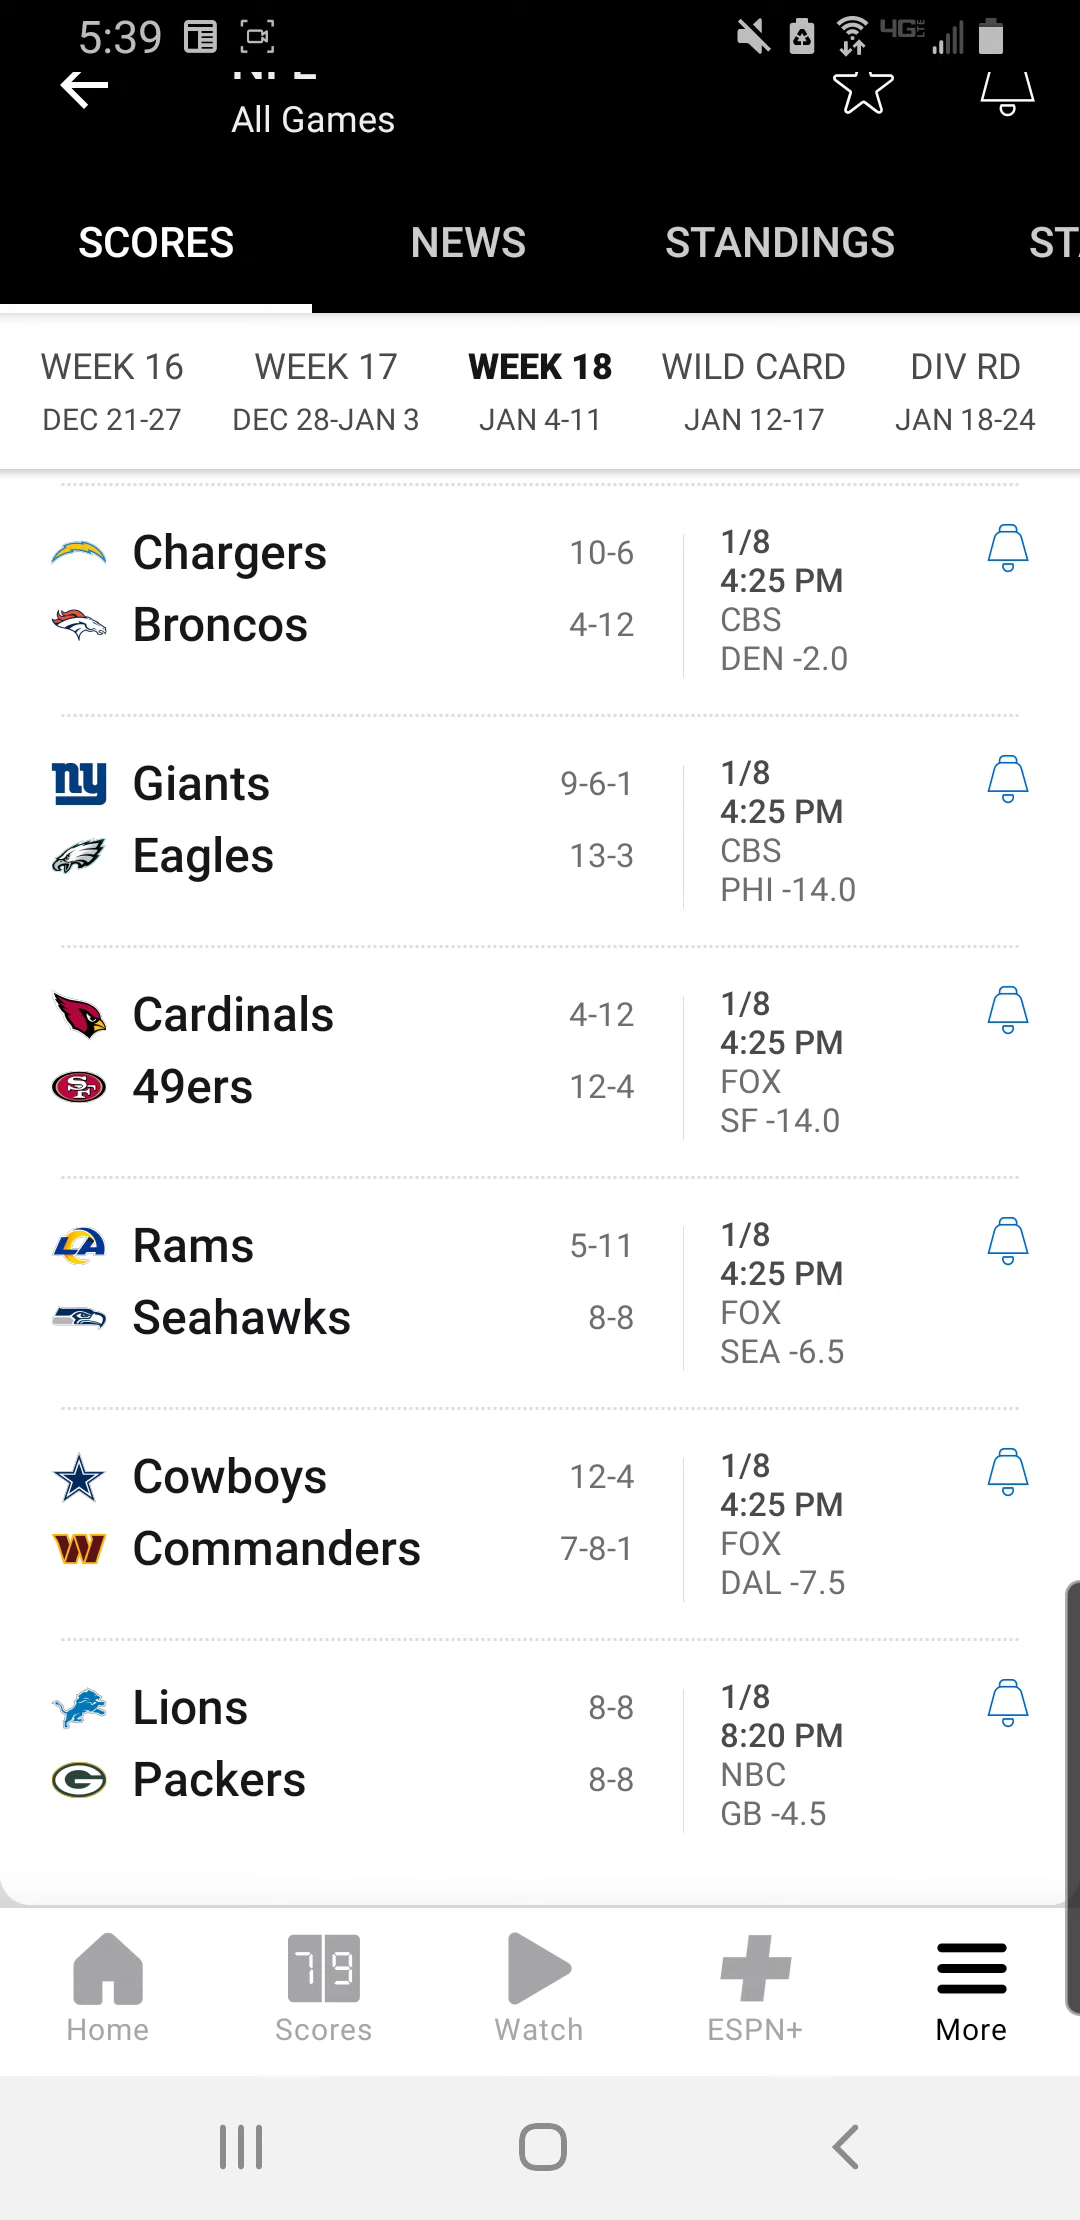 5:39
4G LTE
All Games
SCORES NEWS STANDINGS ST
WEEK 16 WEEK 17 WEEK 18 WILD CARD DIV RD
DEC 21-27 DEC 28-JAN 3 JAN 4-11 JAN 12-17 JAN 18-24
Chargers 10-6
Broncos 4-12
1/8
4:25 PM
CBS
DEN -2.0
ny Giants 9-6-1
Eagles 13-3
1/8
4:25 PM
CBS
PHI -14.0
Cardinals 4-12
SF 49ers 12-4
1/8
4:25 PM
FOX
SF -14.0
LA Rams 5-11
Seahawks 8-8
1/8
4:25 PM
FOX
SEA -6.5
Cowboys 12-4
W Commanders 7-8-1
1/8
4:25 PM
FOX
DAL -7.5
Lions 8-8
G Packers 8-8
1/8
8:20 PM
NBC
GB -4.5
79
Home Scores Watch ESPN+ More